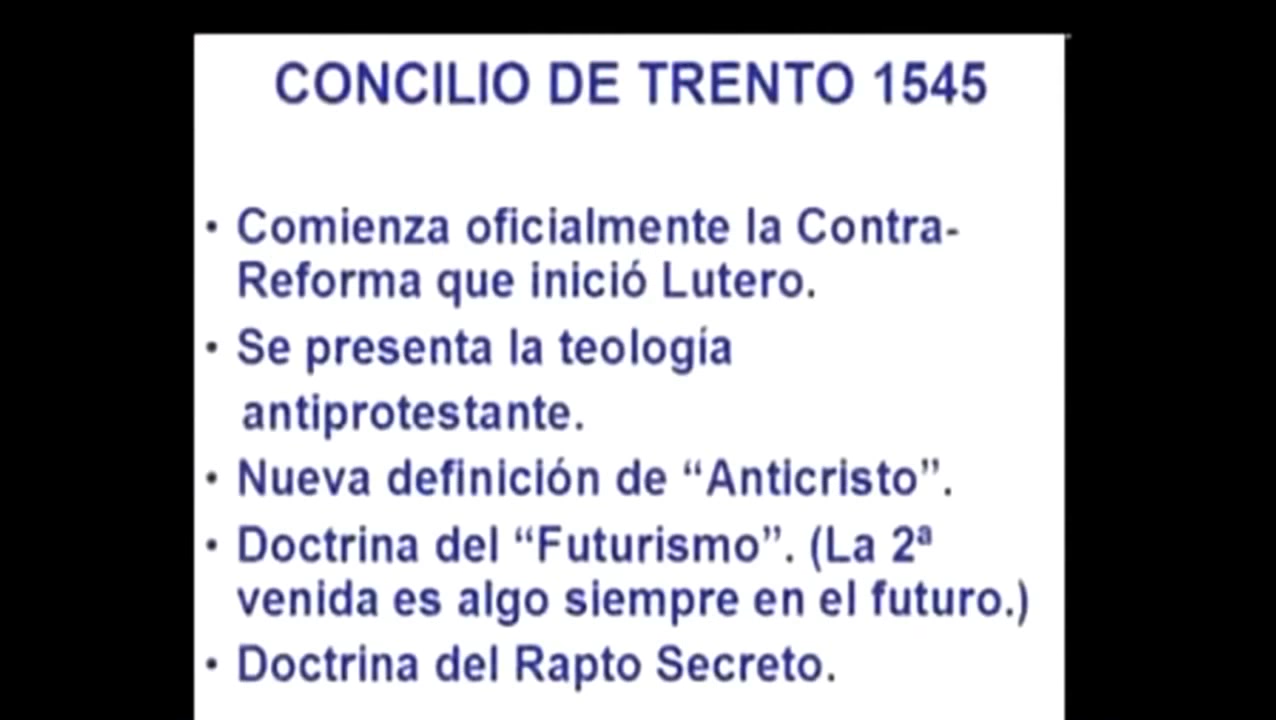 CONCILIO DE TRENTO 1545
• Comienza oficialmente la Contra-
Reforma que inició Lutero.
• Se presenta la teología
antiprotestante.
• Nueva definición de “Anticristo”.
• Doctrina del “Futurismo”. (La 2ª
venida es algo siempre en el futuro.)
• Doctrina del Rapto Secreto.